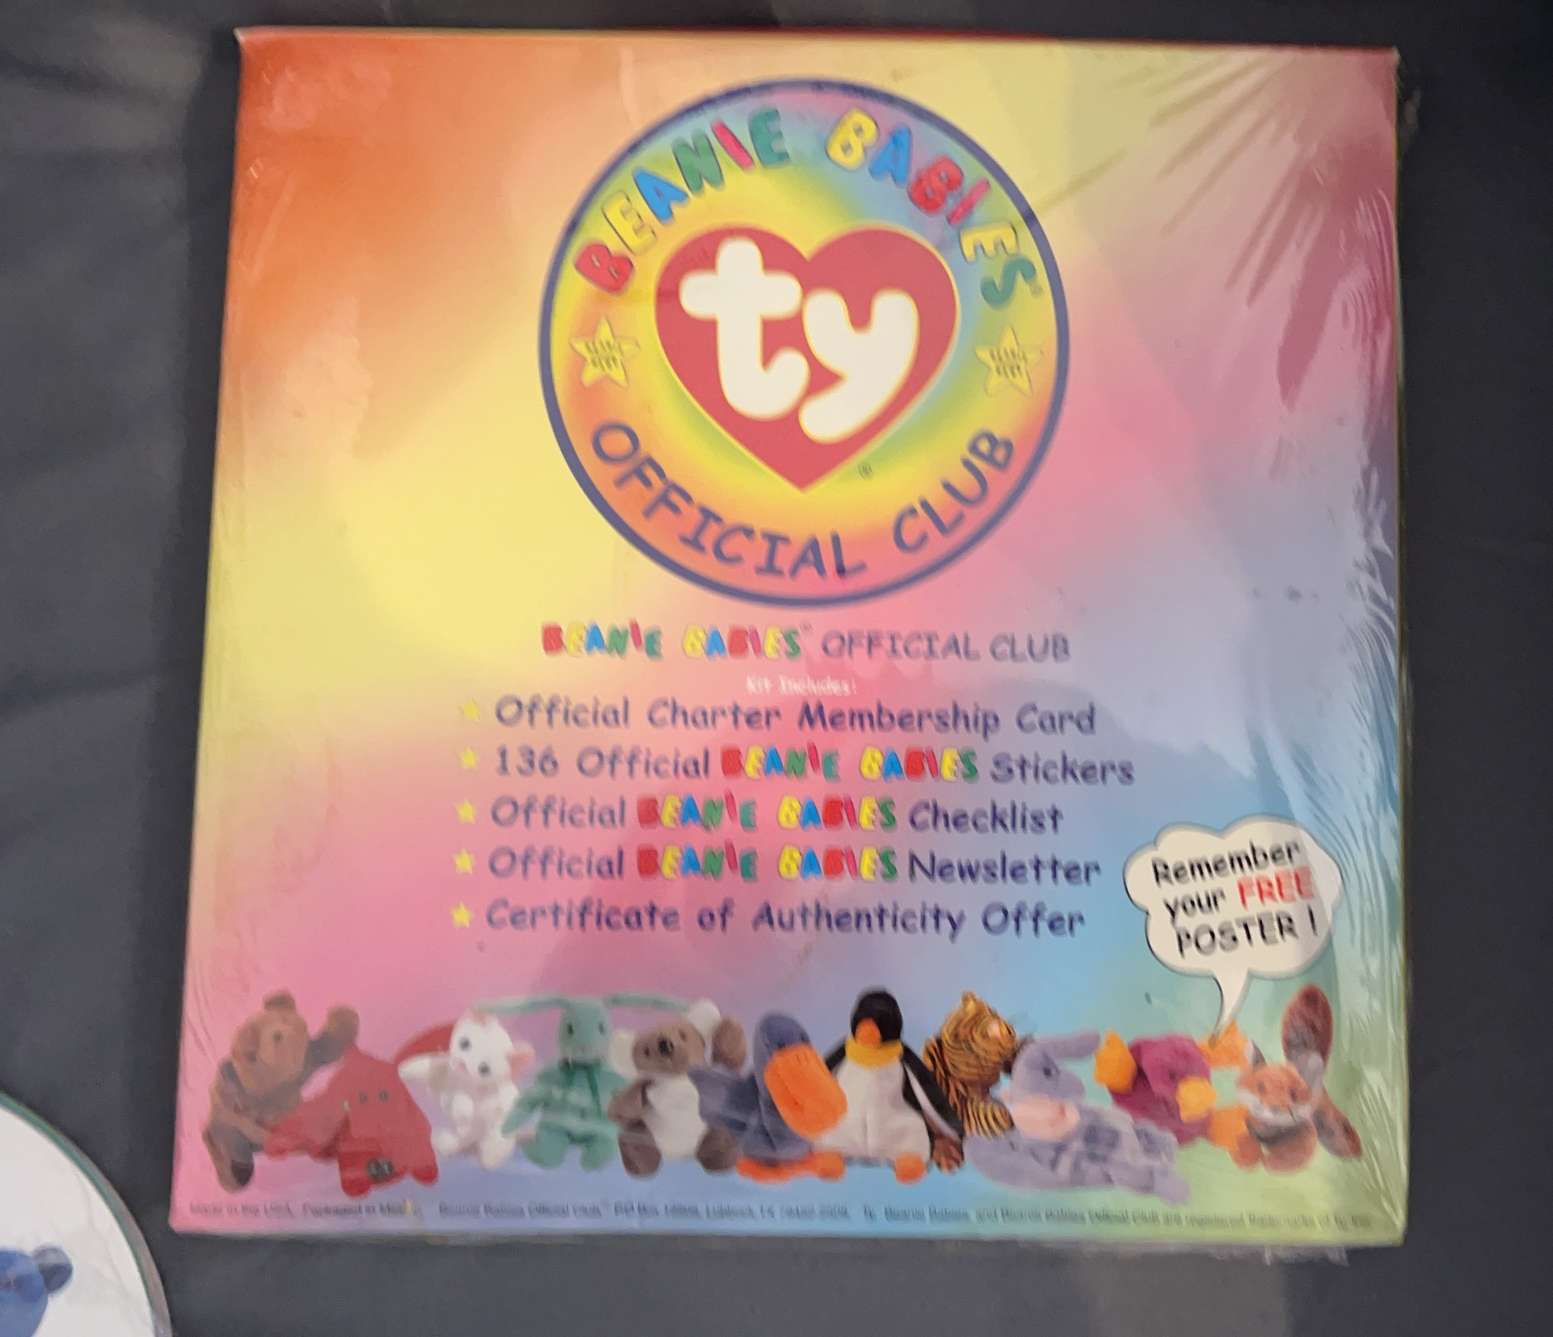 BEANIE BABIES
ty
OFFICIAL CLUB
BEANIE BABIES™ OFFICIAL CLUB
Kit Includes!
Official Charter Membership Card
136 Official BEANIE BABIES Stickers
Official BEANIE BABIES Checklist
Official BEANIE BABIES Newsletter
Certificate of Authenticity Offer
Remember
your FREE
POSTER !